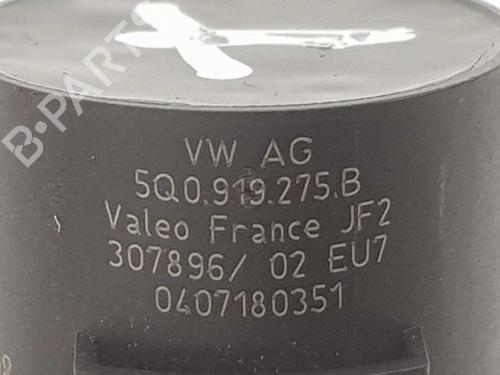 B-PARTS
VW AG
5Q0.919.275.B
Valeo France JF2
307896/ 02 EU7
0407180351